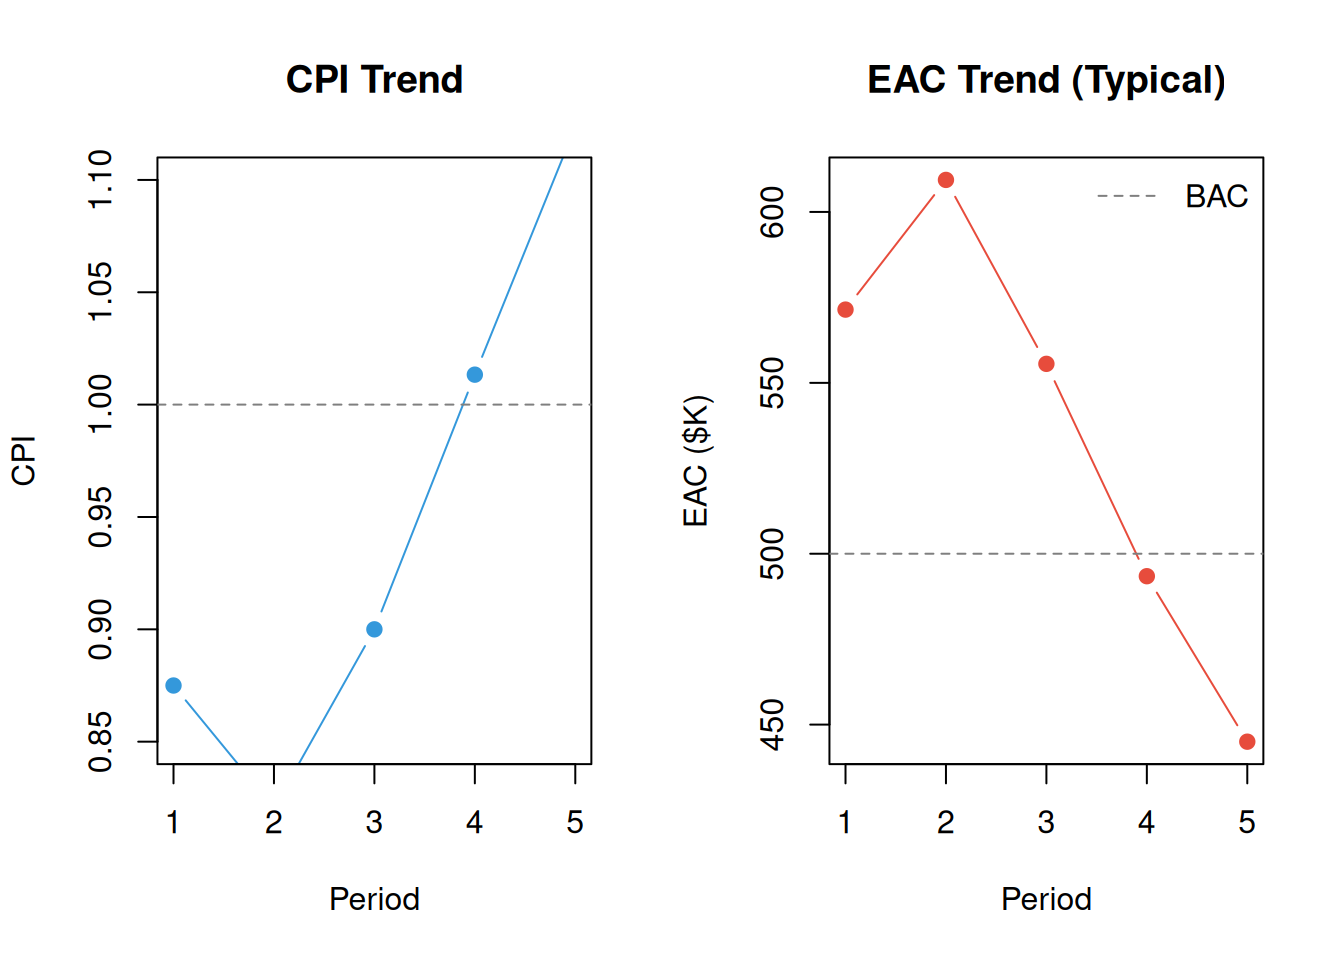 CPI Trend
CPI
1.10
1.05
1.00
0.95
0.90
0.85
1 2 3 4 5
Period
EAC Trend (Typical)
EAC ($K)
600
550
500
450
BAC
1 2 3 4 5
Period